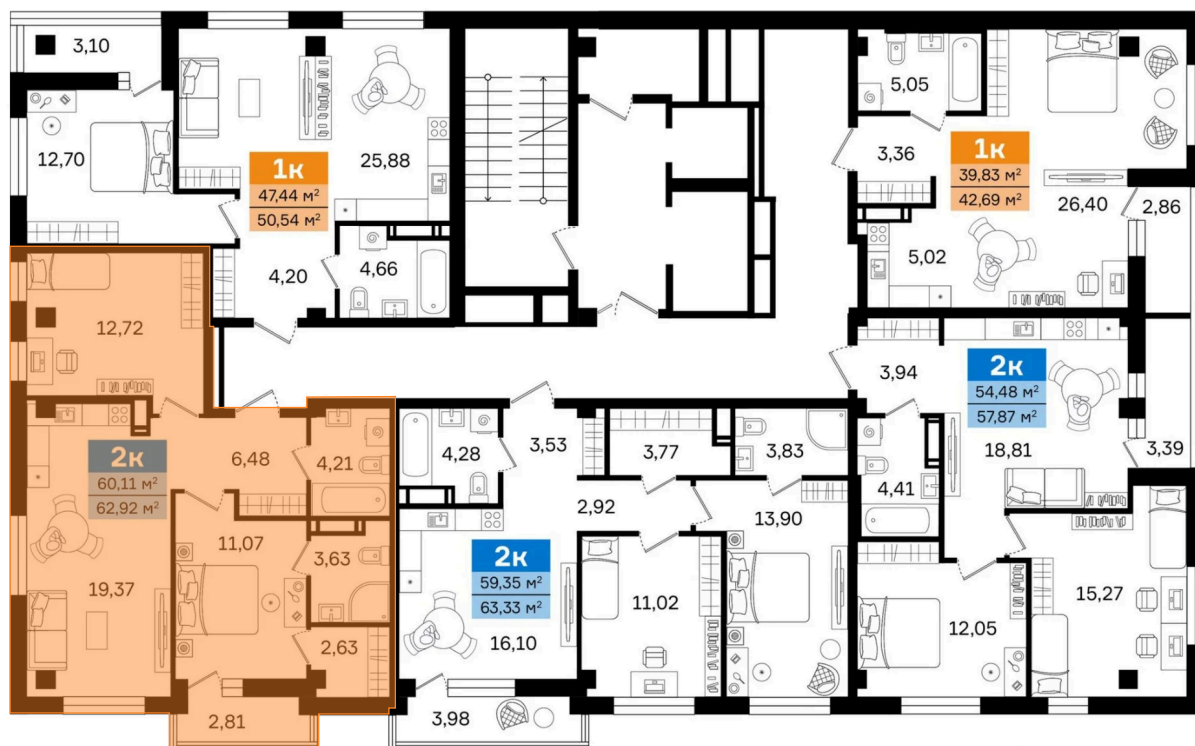 3,10
12,70
25,88
1к
47,44 м²
50,54 м²
4,20
4,66
5,05
3,36
1к
39,83 м²
42,69 м²
26,40
2,86
5,02
12,72
2к
60,11 м²
62,92 м²
6,48
4,21
11,07
3,63
19,37
2,63
2,81
4,28
3,53
3,77
3,83
2,92
13,90
2к
59,35 м²
63,33 м²
16,10
11,02
3,98
3,94
2к
54,48 м²
57,87 м²
18,81
3,39
4,41
12,05
15,27